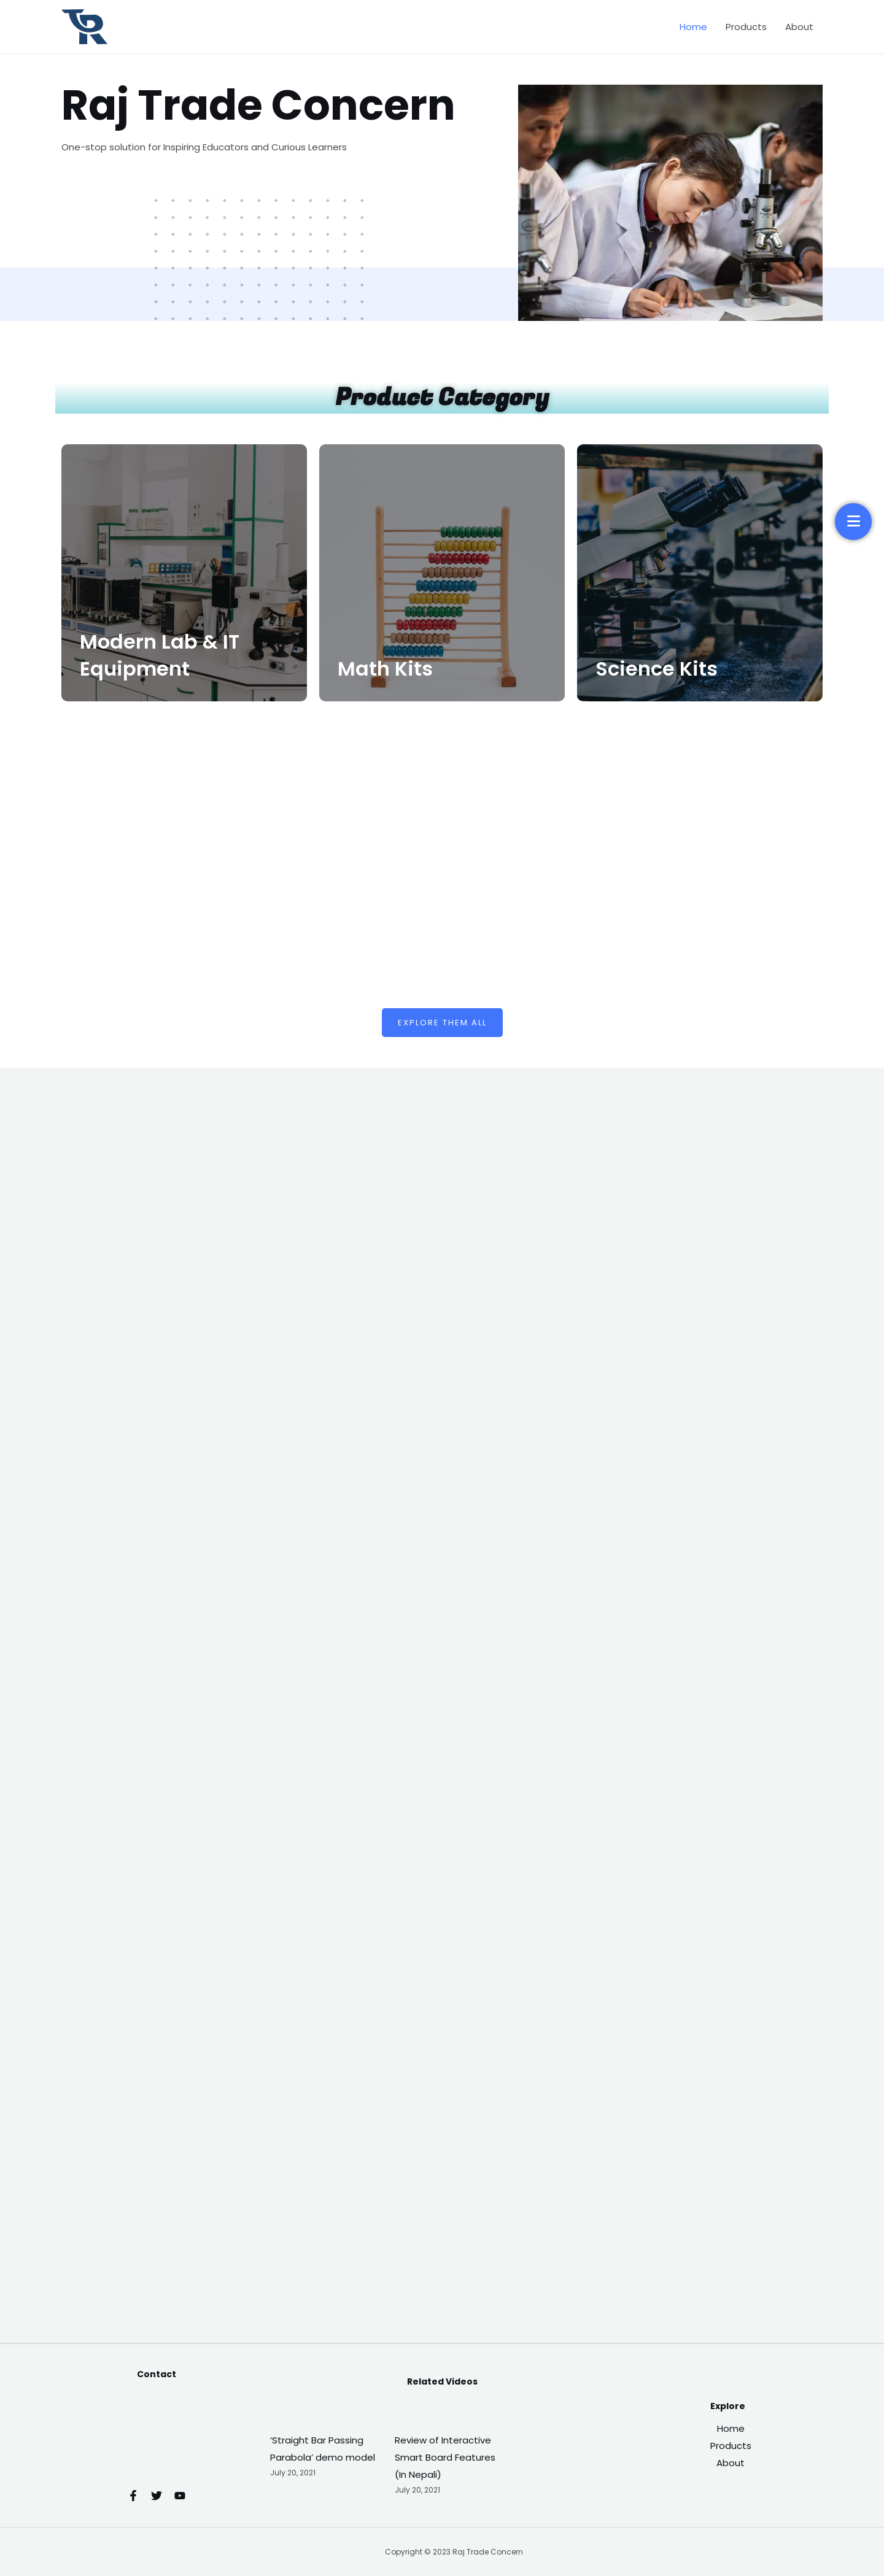 Home Products About
Raj Trade Concern
One-stop solution for Inspiring Educators and Curious Learners
Product Category
Modern Lab & IT
Equipment
Math Kits
Science Kits
EXPLORE THEM ALL
Contact
Related Videos
‘Straight Bar Passing
Parabola’ demo model
July 20, 2021
Review of Interactive
Smart Board Features
(In Nepali)
July 20, 2021
Explore
Home
Products
About
Copyright © 2023 Raj Trade Concern